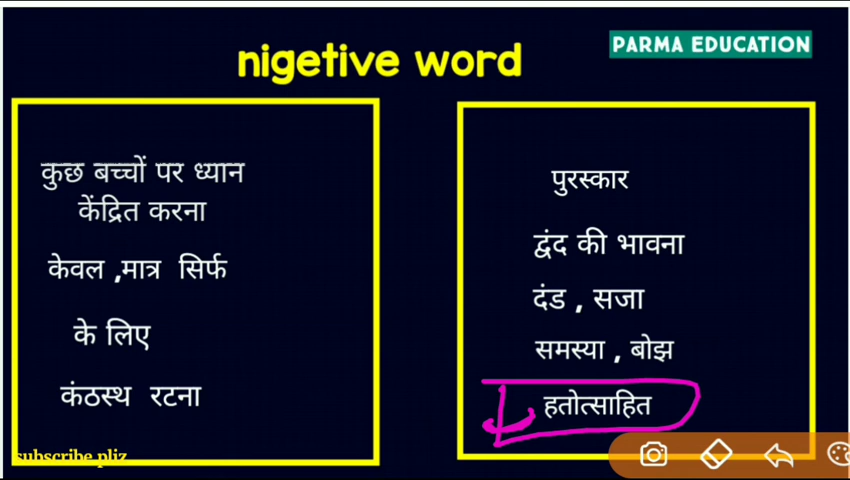 nigetive word
PARMA EDUCATION
कुछ बच्चों पर ध्यान
केंद्रित करना
केवल ,मात्र सिर्फ
के लिए
कंठस्थ रटना
पुरस्कार
द्वंद की भावना
दंड , सजा
समस्या , बोझ
हतोत्साहित
subscribe pliz